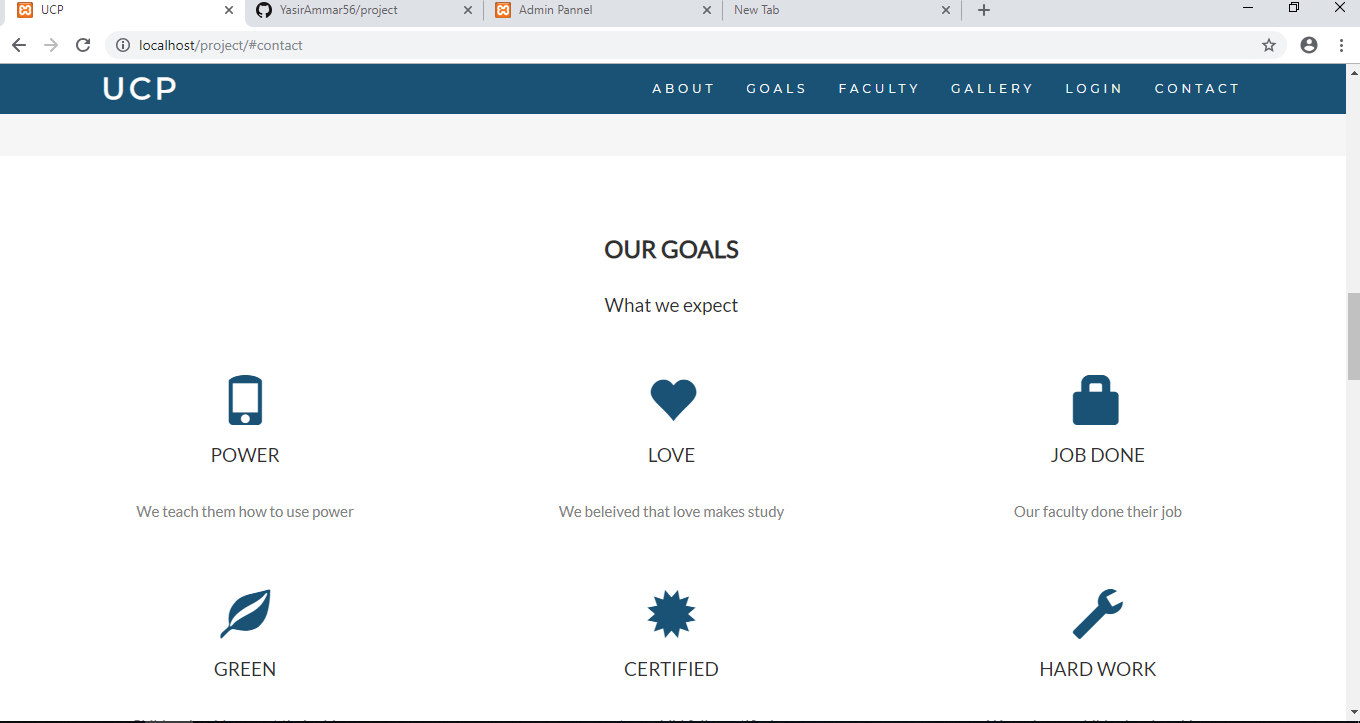 UCP
YasirAmmar56/project
Admin Pannel
New Tab
localhost/project/#contact
UCP
ABOUT GOALS FACULTY GALLERY LOGIN CONTACT
OUR GOALS
What we expect
POWER LOVE JOB DONE
We teach them how to use power We beleived that love makes study Our faculty done their job
GREEN CERTIFIED HARD WORK